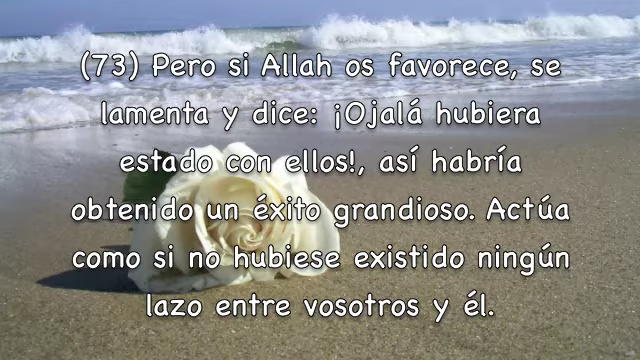 (73) Pero si Allah os favorece, se
lamenta y dice: ¡Ojalá hubiera
estado con ellos!, así habría
obtenido un éxito grandioso. Actúa
como si no hubiese existido ningún
lazo entre vosotros y él.